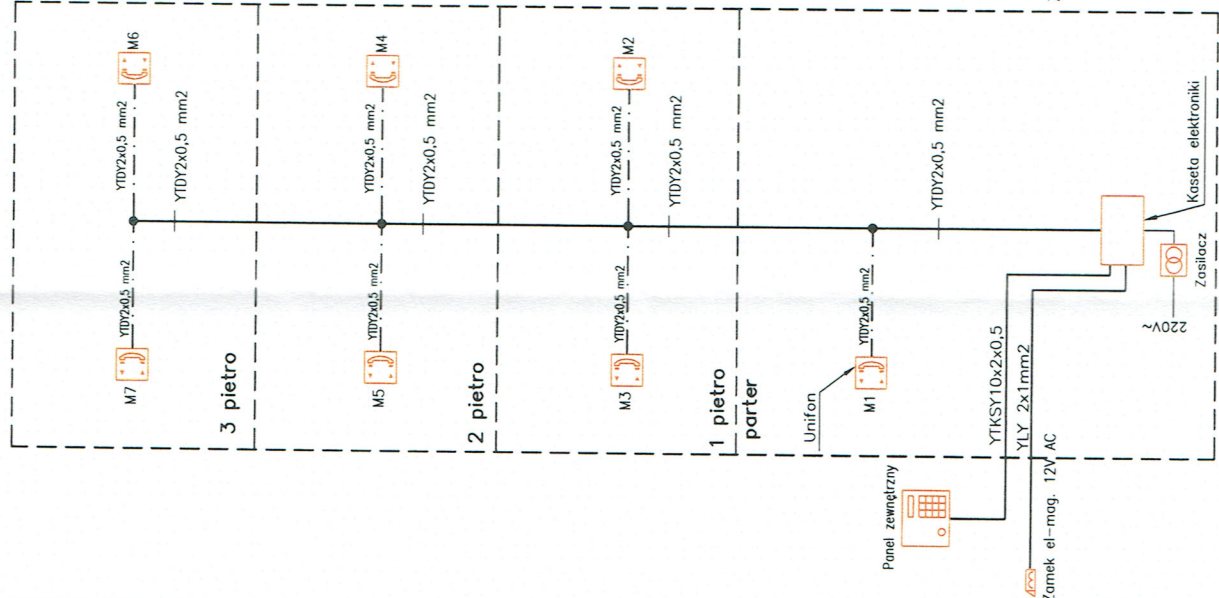 M6
YTDY2x0,5 mm2
YTDY2x0,5 mm2
YTDY2x0,5 mm2
M7
3 pietro
M4
YTDY2x0,5 mm2
YTDY2x0,5 mm2
YTDY2x0,5 mm2
M5
2 pietro
M2
YTDY2x0,5 mm2
YTDY2x0,5 mm2
YTDY2x0,5 mm2
M3
1 pietro
parter
YTDY2x0,5 mm2
YTDY2x0,5 mm2
Unifon
M1
Kaseta elektroniki
Zasilacz
220V~
YTKSY10x2x0,5
YLY 2x1mm2
Panel zewnętrzny
Zamek el-mag. 12V AC